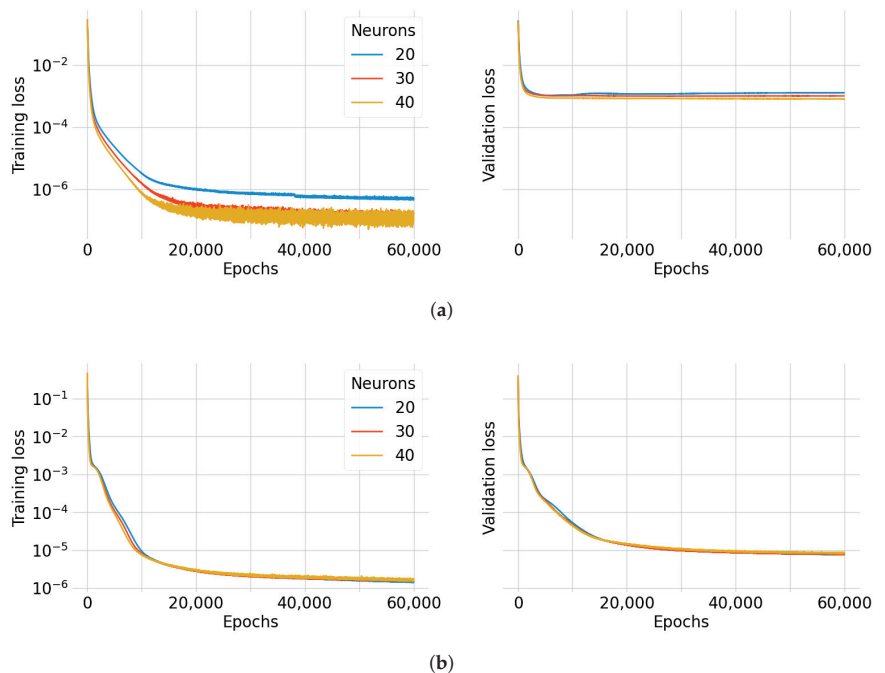 Training loss
10⁻²
10⁻⁴
10⁻⁶
Neurons
20
30
40
0 20,000 40,000 60,000
Epochs
Validation loss
0 20,000 40,000 60,000
Epochs
(a)
Training loss
10⁻¹
10⁻²
10⁻³
10⁻⁴
10⁻⁵
10⁻⁶
Neurons
20
30
40
0 20,000 40,000 60,000
Epochs
Validation loss
0 20,000 40,000 60,000
Epochs
(b)